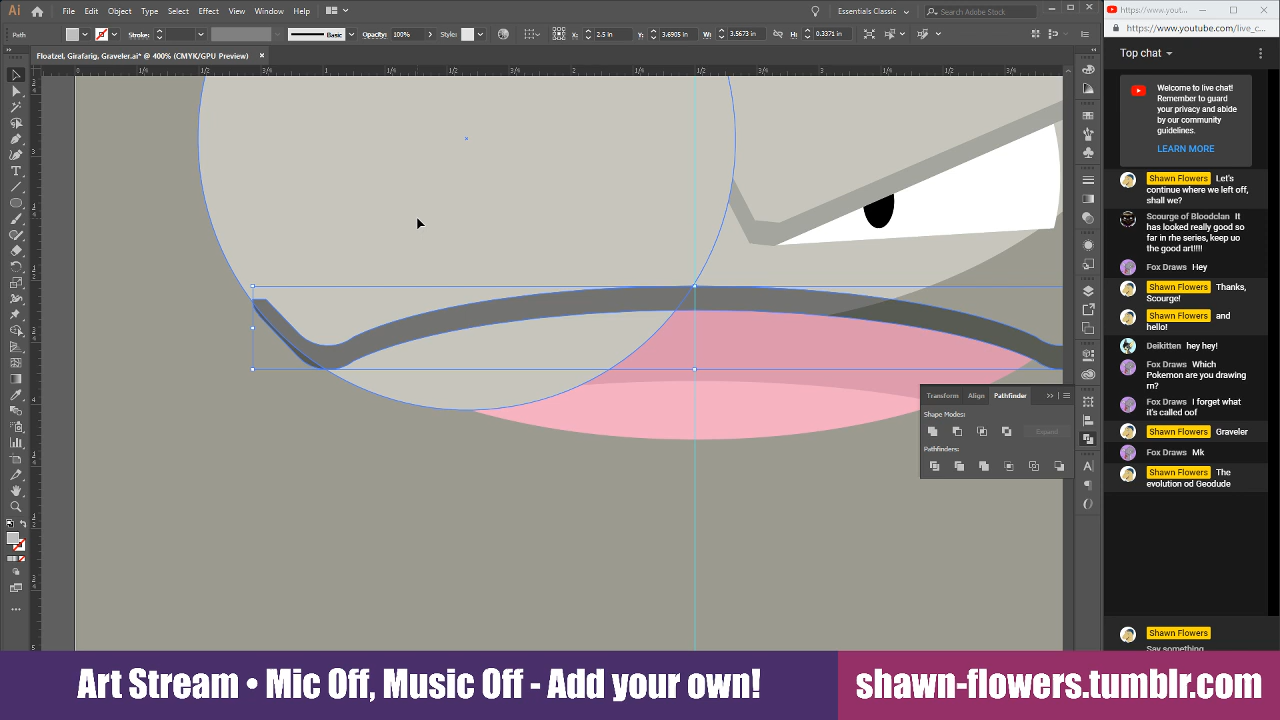 Ai File Edit Object Type Select Effect View Window Help Essentials Classic Search Adobe Stock
Path Stroke: Basic Opacity: 100% Style: X: 2.5 in Y: 3.6905 in W: 3.5673 in H: 0.3371 in
Floatzel, Girafarig, Graveler.ai* @ 400% (CMYK/GPU Preview)
Transform Align Pathfinder
Shape Modes:
Expand
Pathfinders:
https://www.yout...
https://www.youtube.com/live_c...
Top chat
Welcome to live chat!
Remember to guard
your privacy and abide
by our community
guidelines.
LEARN MORE
Shawn Flowers Let's
continue where we left off,
shall we?
Scourge of Bloodclan It
has looked really good so
far in rhe series, keep uo
the good art!!!!!
Fox Draws Hey
Shawn Flowers Thanks,
Scourge!
Shawn Flowers and
hello!
Deikitten hey hey!
Fox Draws Which
Pokemon are you drawing
rn?
Fox Draws I forget what
it's called oof
Shawn Flowers Graveler
Fox Draws Mk
Shawn Flowers The
evolution od Geodude
Shawn Flowers
Say something...
Art Stream • Mic Off, Music Off - Add your own!
shawn-flowers.tumblr.com